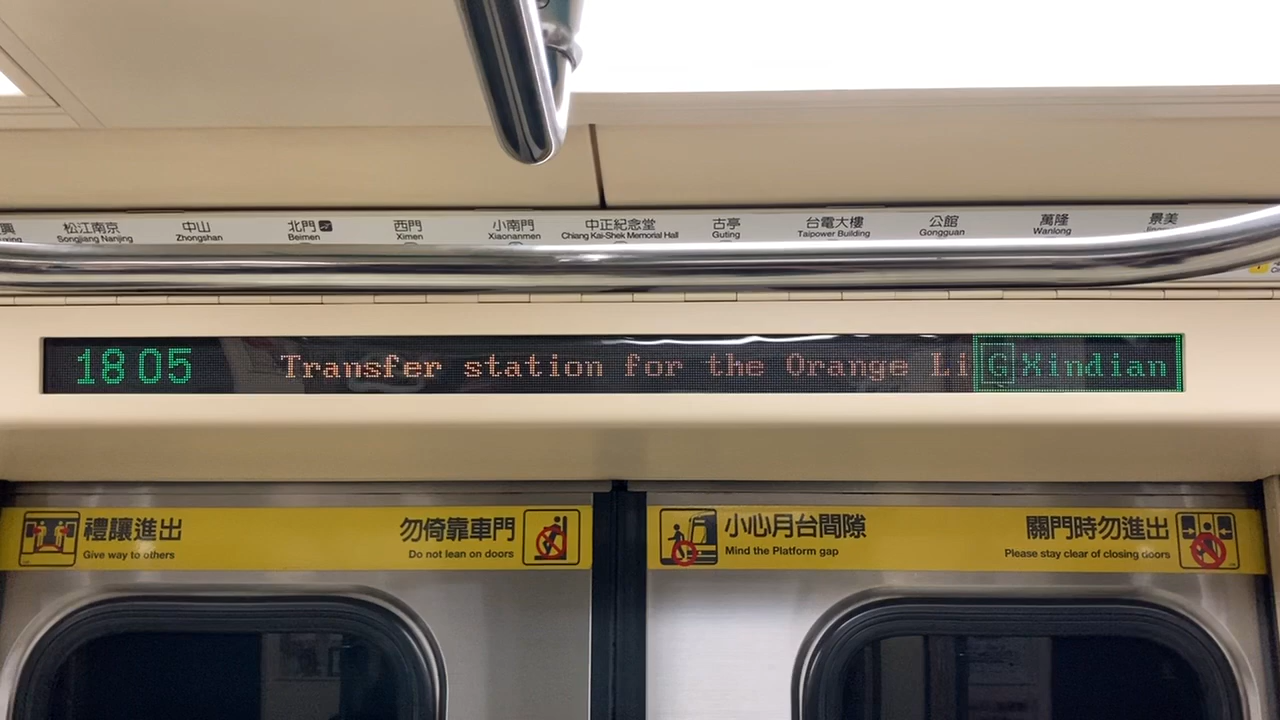 松江南京 中山 北門 西門 小南門 中正紀念堂 古亭 台電大樓 公館 萬隆 景美
Songjiang Nanjing Zhongshan Beimen Ximen Xiaonanmen Chiang Kai-Shek Memorial Hall Guting Taipower Building Gongguan Wanlong
18 05 Transfer station for the Orange Li G Xindian
禮讓進出
Give way to others
勿倚靠車門
Do not lean on doors
小心月台間隙
Mind the Platform gap
關門時勿進出
Please stay clear of closing doors